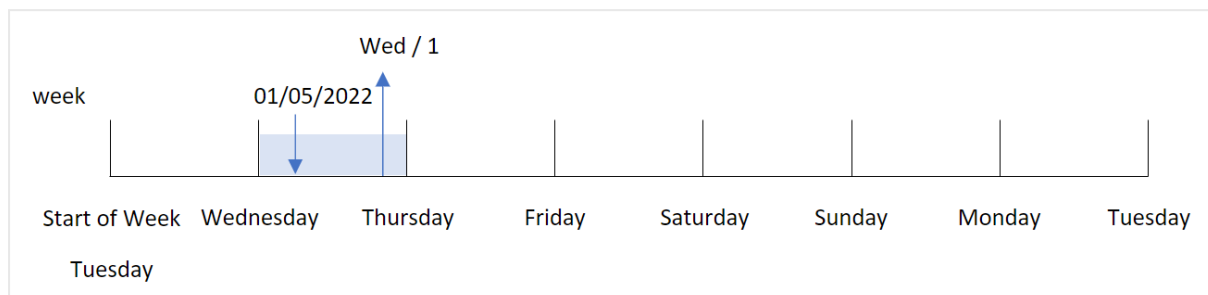 Wed / 1
week 01/05/2022
Start of Week Wednesday Thursday Friday Saturday Sunday Monday Tuesday
Tuesday